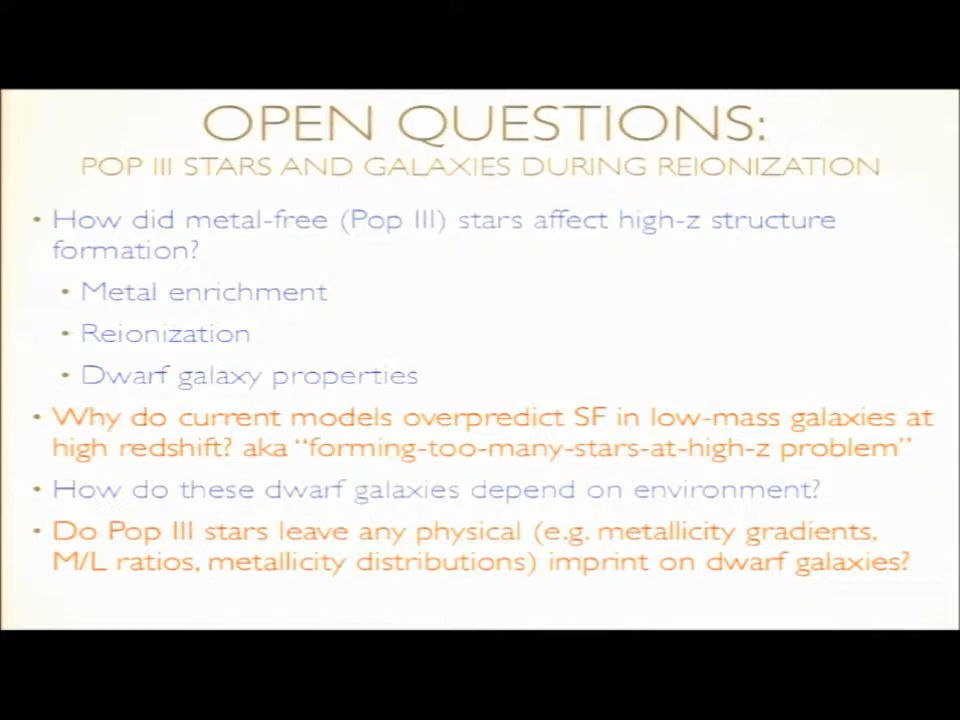 OPEN QUESTIONS:
POP III STARS AND GALAXIES DURING REIONIZATION
• How did metal-free (Pop III) stars affect high-z structure
formation?
• Metal enrichment
• Reionization
• Dwarf galaxy properties
• Why do current models overpredict SF in low-mass galaxies at
high redshift? aka "forming-too-many-stars-at-high-z problem"
• How do these dwarf galaxies depend on environment?
• Do Pop III stars leave any physical (e.g. metallicity gradients,
M/L ratios, metallicity distributions) imprint on dwarf galaxies?